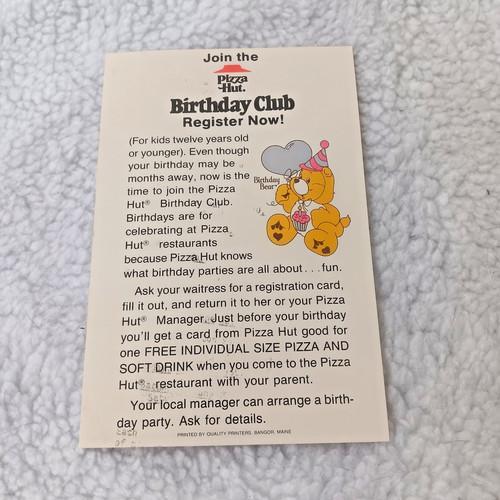 Join the
Pizza
Hut.
Birthday Club
Register Now!
(For kids twelve years old
or younger). Even though
your birthday may be
months away, now is the
time to join the Pizza
Hut® Birthday Club.
Birthdays are for
celebrating at Pizza
Hut® restaurants
because Pizza Hut knows
what birthday parties are all about...fun.
Birthday
Bear™
Ask your waitress for a registration card,
fill it out, and return it to her or your Pizza
Hut® Manager. Just before your birthday
you'll get a card from Pizza Hut good for
one FREE INDIVIDUAL SIZE PIZZA AND
SOFT DRINK when you come to the Pizza
Hut® restaurant with your parent.
Your local manager can arrange a birth-
day party. Ask for details.
PRINTED BY QUALITY PRINTERS, BANGOR, MAINE